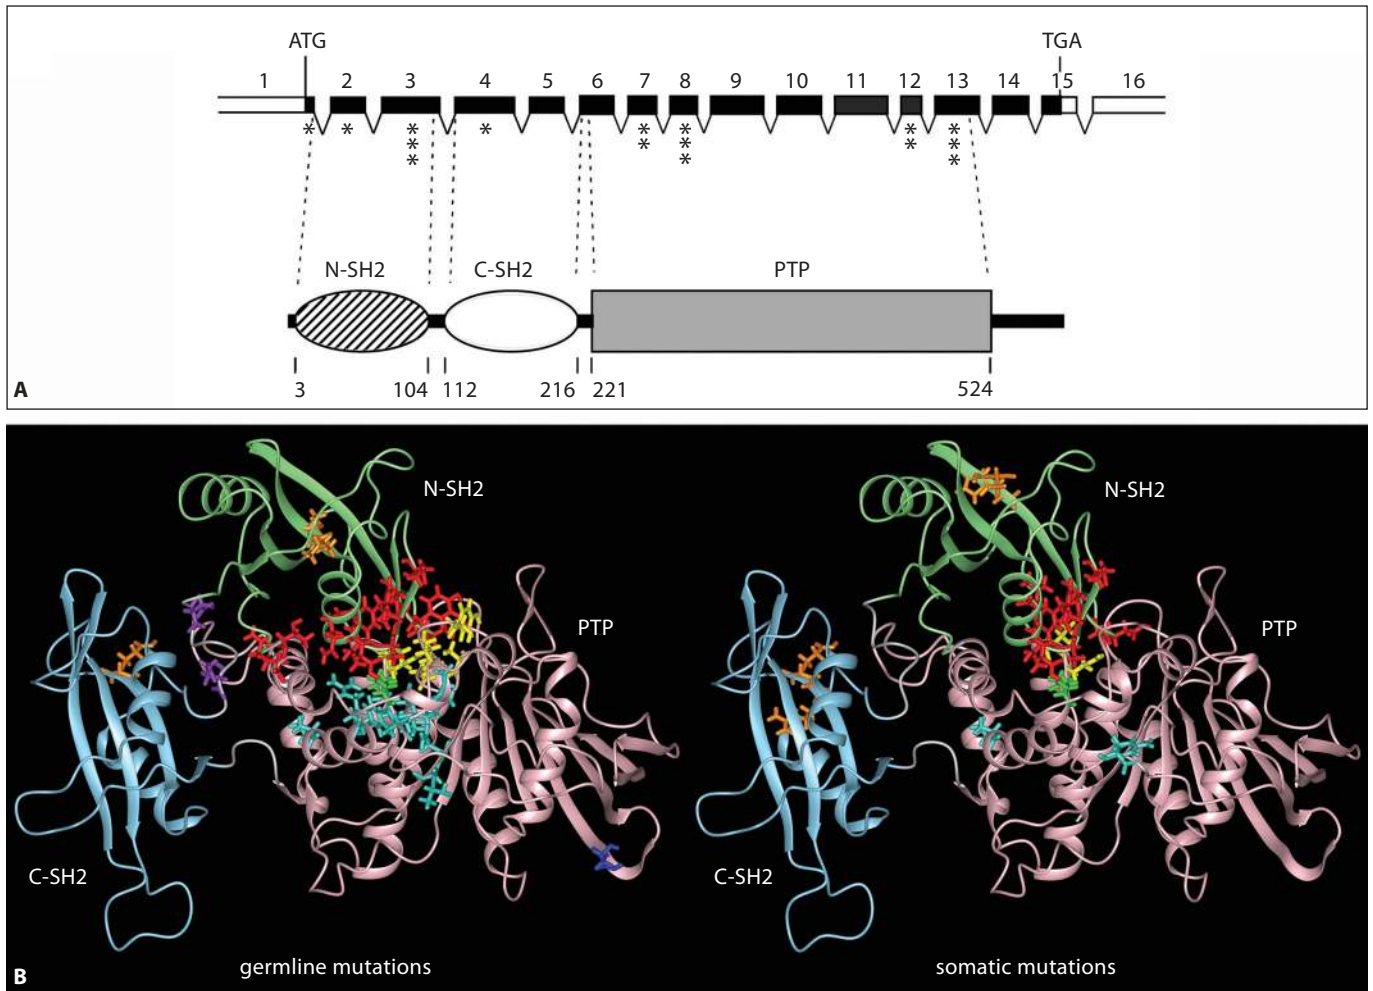 ATG TGA
1 2 3 4 5 6 7 8 9 10 11 12 13 14 15 16
* * *** * ** *** ** ***
N-SH2 C-SH2 PTP
3 104 112 216 221 524
A
N-SH2 N-SH2
PTP PTP
C-SH2 C-SH2
germline mutations somatic mutations
B